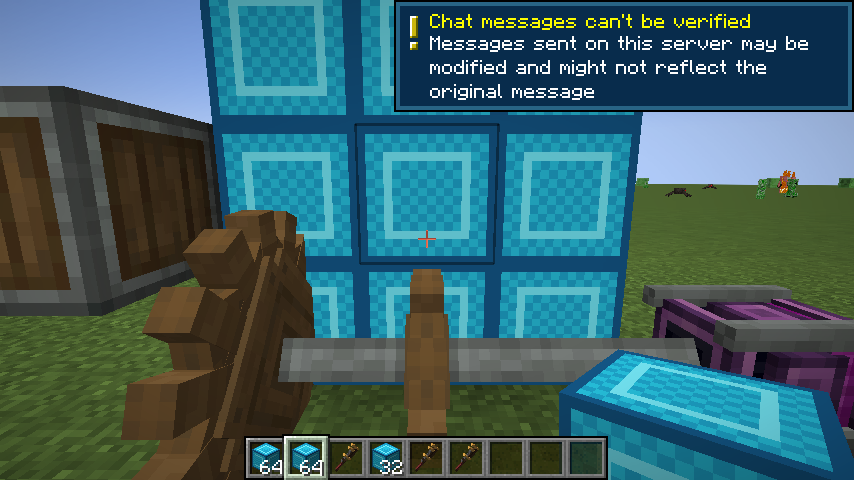 Chat messages can't be verified
Messages sent on this server may be
modified and might not reflect the
original message
64
64
32